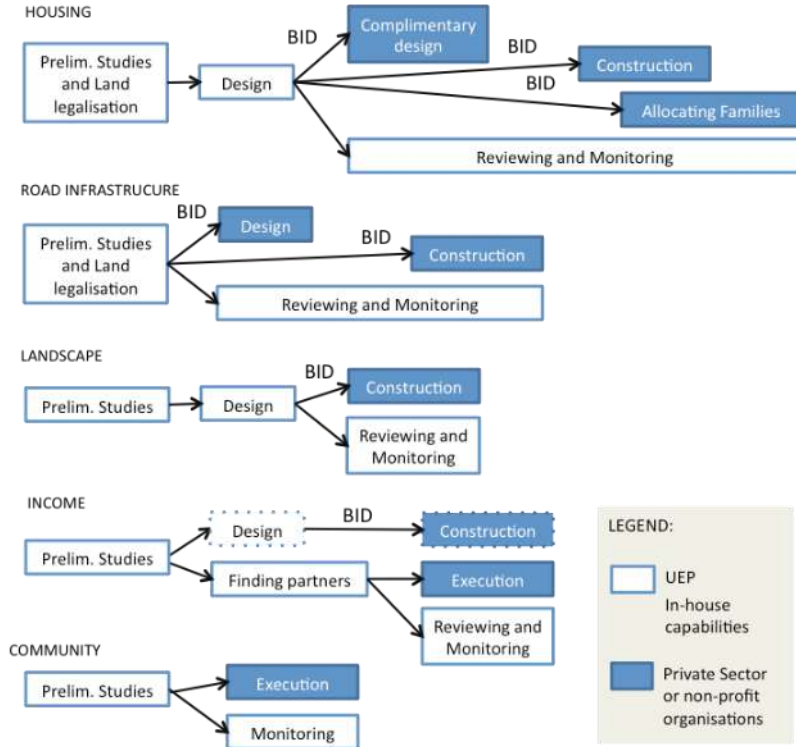 HOUSING
BID
Complimentary
design
BID
Prelim. Studies
and Land
legalisation
Design
Construction
BID
Allocating Families
Reviewing and Monitoring
ROAD INFRASTRUCURE
BID
Design
BID
Prelim. Studies
and Land
legalisation
Construction
Reviewing and Monitoring
LANDSCAPE
BID
Construction
Prelim. Studies
Design
Reviewing and
Monitoring
INCOME
Design
BID
Construction
Prelim. Studies
Finding partners
Execution
Reviewing and
Monitoring
COMMUNITY
Prelim. Studies
Execution
Monitoring
LEGEND:
UEP
In-house
capabilities
Private Sector
or non-profit
organisations